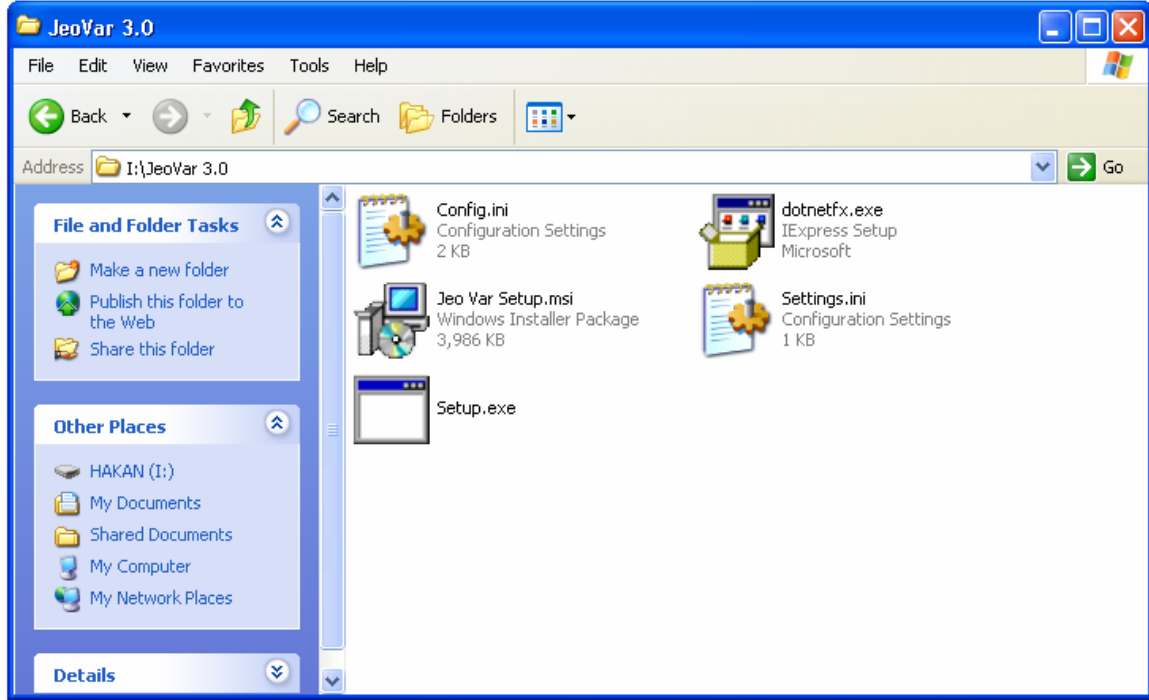 JeoVar 3.0
File Edit View Favorites Tools Help
Back Search Folders
Address I:\JeoVar 3.0 Go
File and Folder Tasks
Make a new folder
Publish this folder to
the Web
Share this folder
Other Places
HAKAN (I:)
My Documents
Shared Documents
My Computer
My Network Places
Details
Config.ini
Configuration Settings
2 KB
dotnetfx.exe
IExpress Setup
Microsoft
Jeo Var Setup.msi
Windows Installer Package
3,986 KB
Settings.ini
Configuration Settings
1 KB
Setup.exe